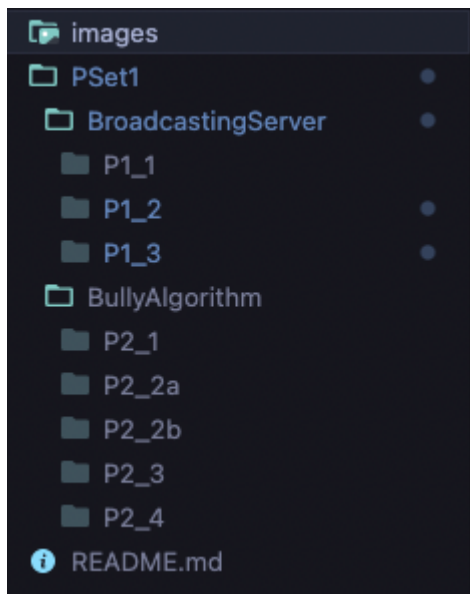 images
PSet1
BroadcastingServer
P1_1
P1_2
P1_3
BullyAlgorithm
P2_1
P2_2a
P2_2b
P2_3
P2_4
README.md